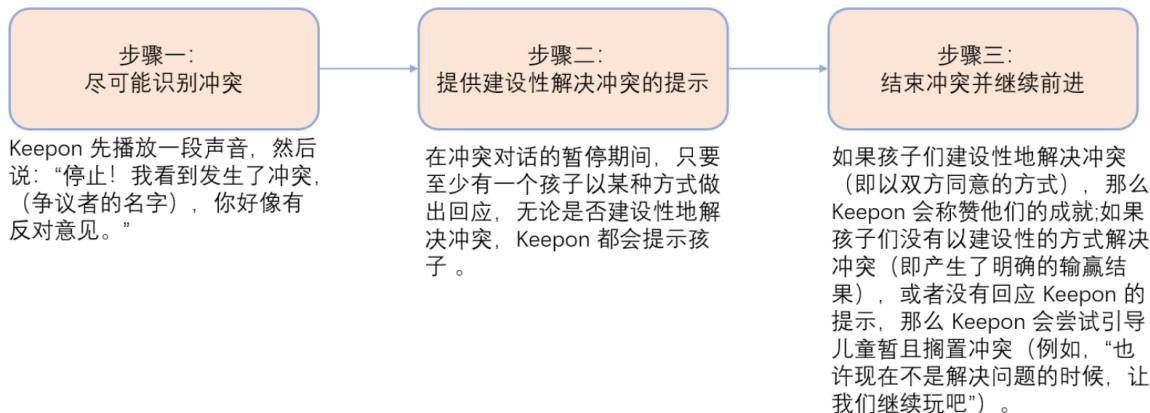 步骤一：
尽可能识别冲突
步骤二：
提供建设性解决冲突的提示
步骤三：
结束冲突并继续前进
Keepon 先播放一段声音，然后
说：“停止！我看到发生了冲突，
（争议者的名字），你好像有
反对意见。”
在冲突对话的暂停期间，只要
至少有一个孩子以某种方式做
出回应，无论是否建设性地解
决冲突，Keepon 都会提示孩
子 。
如果孩子们建设性地解决冲突
（即以双方同意的方式），那么
Keepon 会称赞他们的成就;如果
孩子们没有以建设性的方式解决
冲突（即产生了明确的输赢结
果），或者没有回应 Keepon 的
提示，那么 Keepon 会尝试引导
儿童暂且搁置冲突（例如，“也
许现在不是解决问题的时候，让
我们继续玩吧”）。